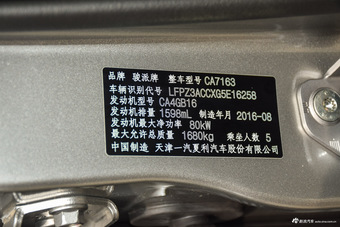 品牌 骏派牌 整车型号 CA7163
车辆识别代号 LFPZ3ACCXG5E16258
发动机型号 CA4GB16
发动机排量 1598mL 制造年月 2016-08
发动机最大净功率 80kW
最大允许总质量 1680kg 乘坐人数 5
中国制造 天津一汽夏利汽车股份有限公司